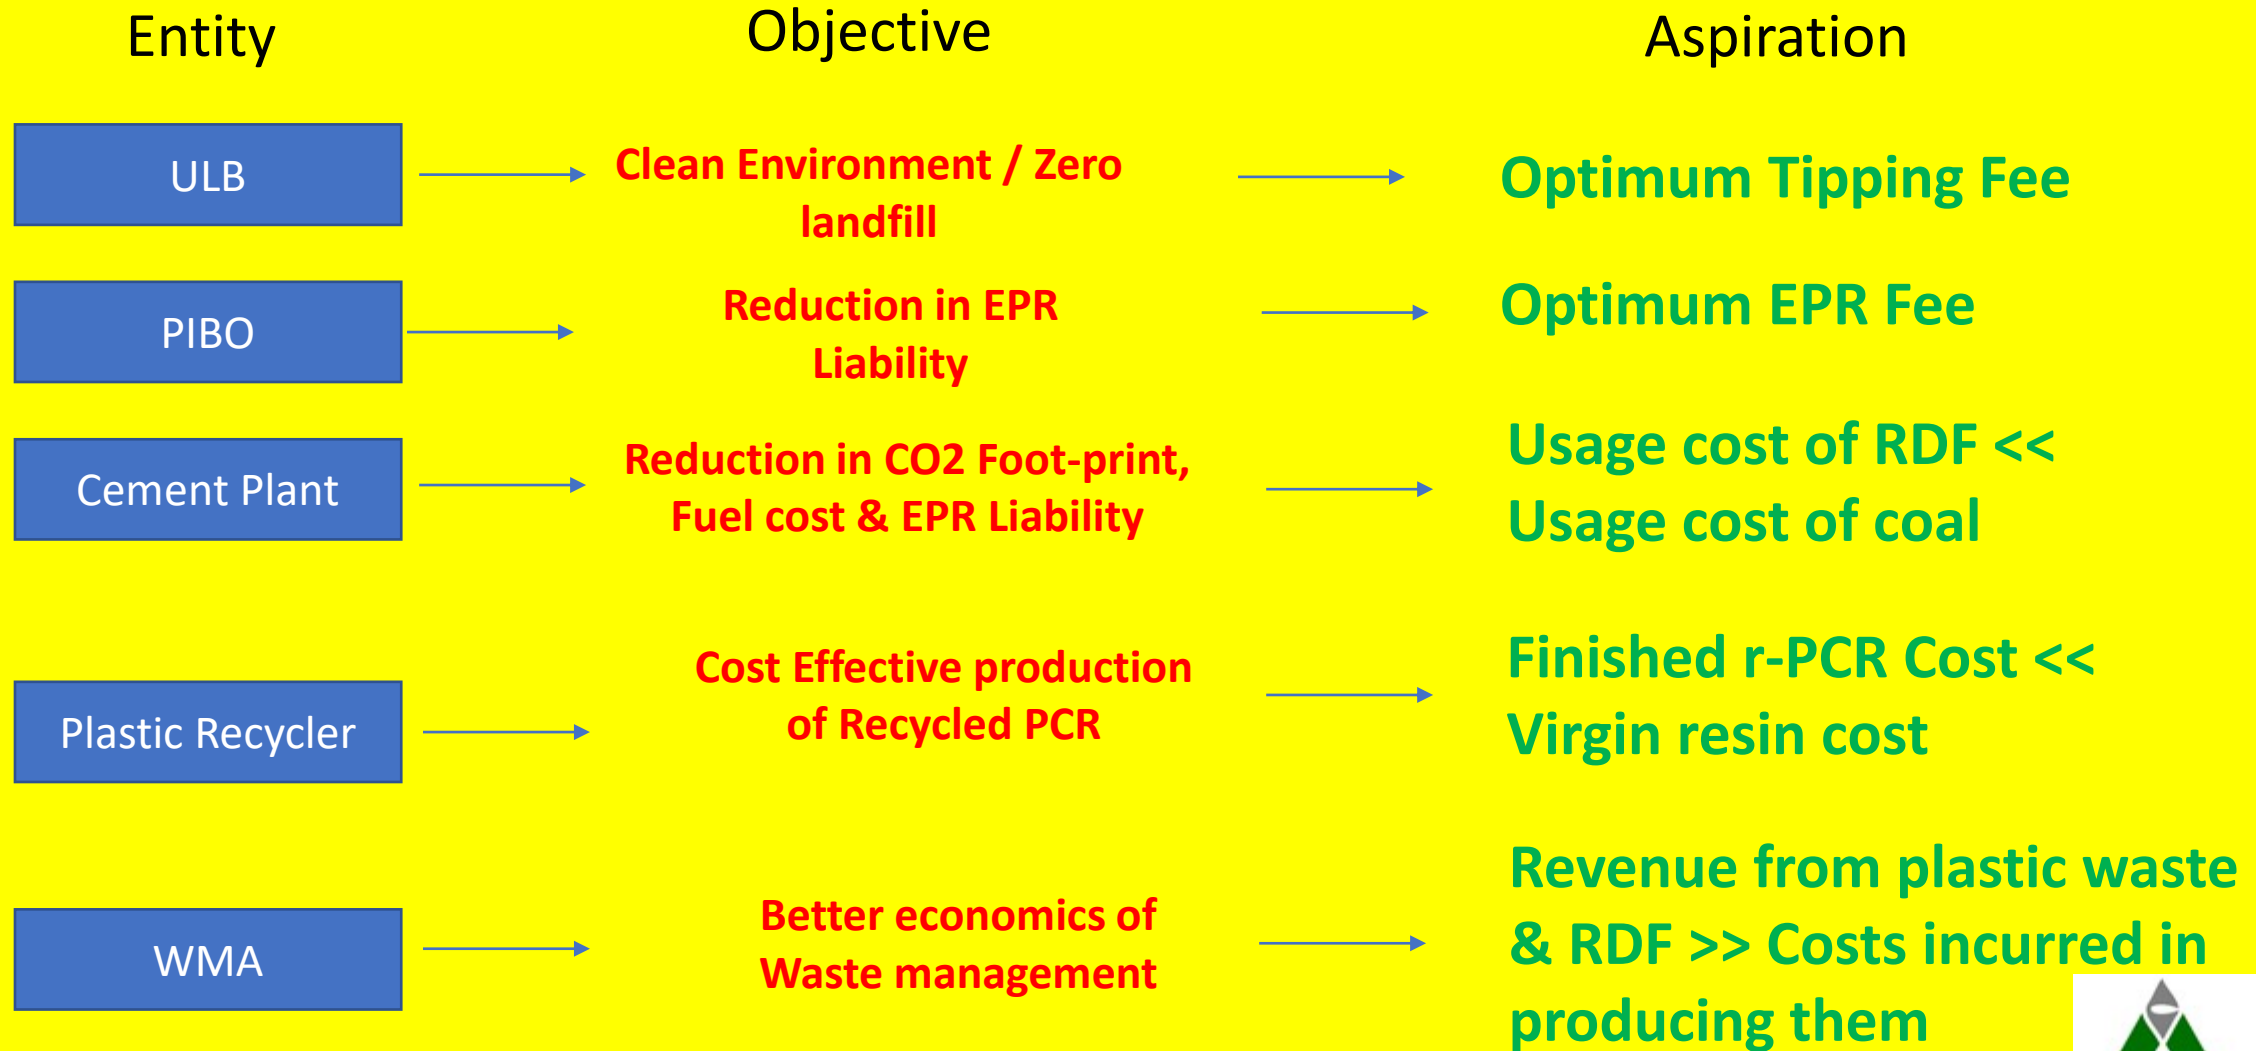 Entity
Objective
Aspiration
ULB
Clean Environment / Zero
landfill
Optimum Tipping Fee
PIBO
Reduction in EPR
Liability
Optimum EPR Fee
Cement Plant
Reduction in CO2 Foot-print,
Fuel cost & EPR Liability
Usage cost of RDF <<
Usage cost of coal
Plastic Recycler
Cost Effective production
of Recycled PCR
Finished r-PCR Cost <<
Virgin resin cost
WMA
Better economics of
Waste management
Revenue from plastic waste
& RDF >> Costs incurred in
producing them